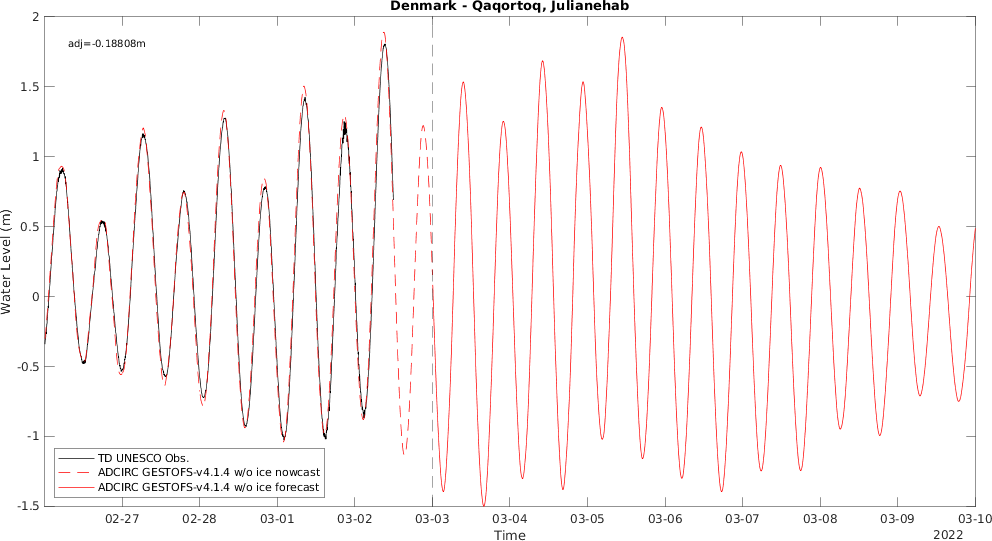 Denmark - Qaqortoq, Julianehab
adj=-0.18808m
2
1.5
1
0.5
0
-0.5
-1
-1.5
Water Level (m)
TD UNESCO Obs.
ADCIRC GESTOFS-v4.1.4 w/o ice nowcast
ADCIRC GESTOFS-v4.1.4 w/o ice forecast
02-27 02-28 03-01 03-02 03-03 03-04 03-05 03-06 03-07 03-08 03-09 03-10
Time
2022